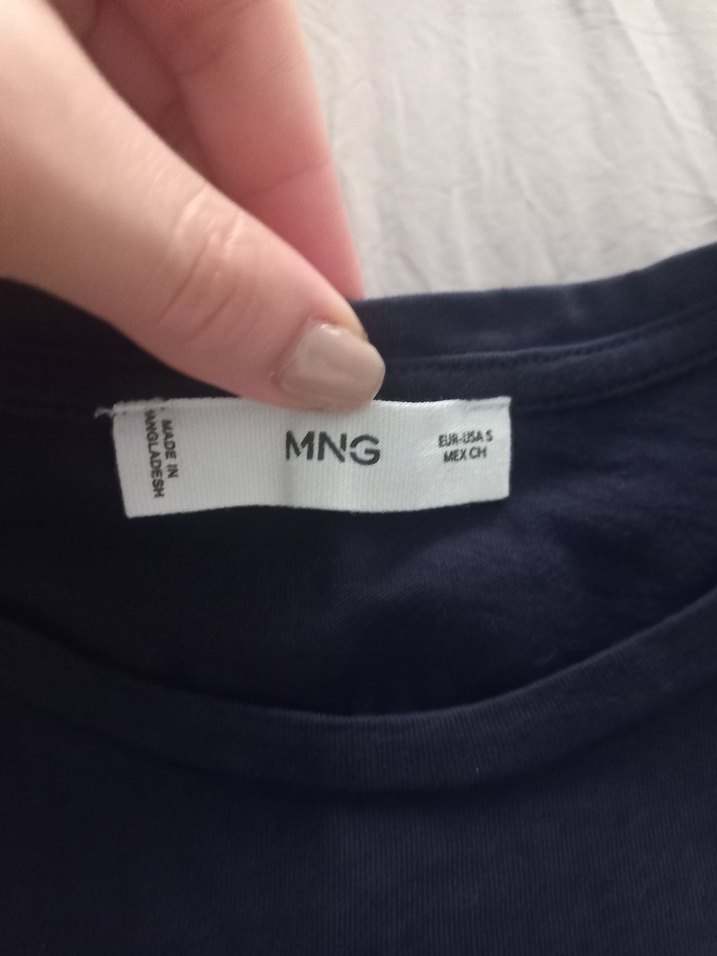 MADE IN
BANGLADESH
MNG
EUR-USA S
MEX CH